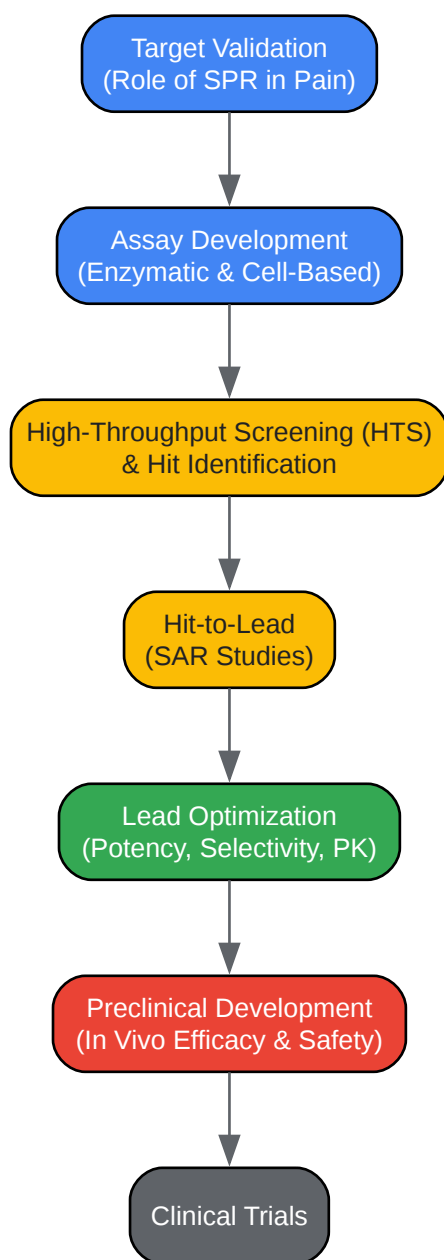 Target Validation
(Role of SPR in Pain)
Assay Development
(Enzymatic & Cell-Based)
High-Throughput Screening (HTS)
& Hit Identification
Hit-to-Lead
(SAR Studies)
Lead Optimization
(Potency, Selectivity, PK)
Preclinical Development
(In Vivo Efficacy & Safety)
Clinical Trials